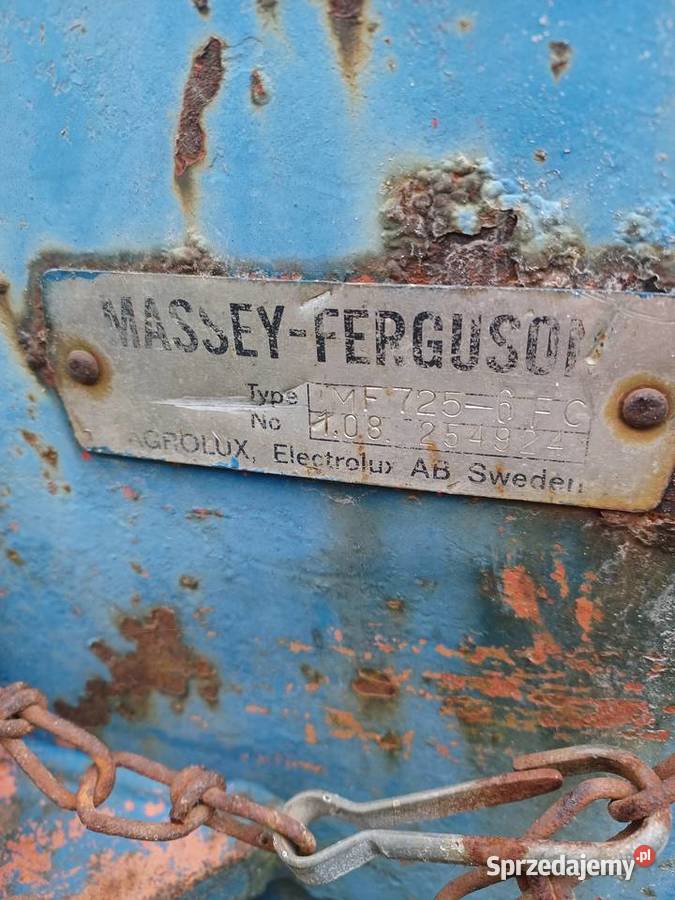 MASSEY-FERGUSON
Type MF 725-6 FC
No 1.08. 254924
AGROLUX, Electrolux AB Sweden
Sprzedajemy.pl